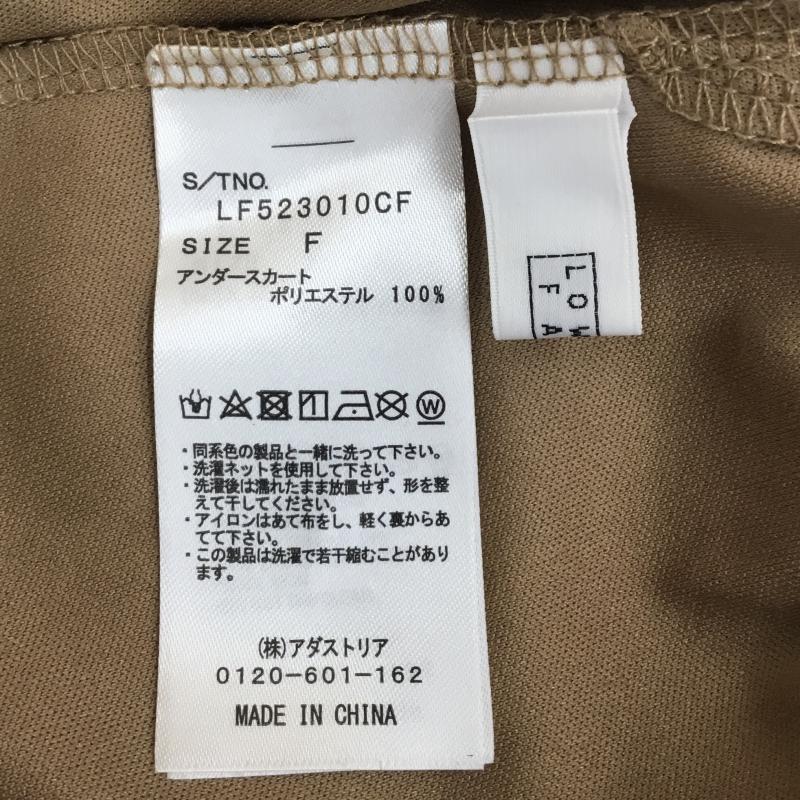 S/TNO.
LF523010CF
SIZE F
アンダースカート
ポリエステル 100%
W
・同系色の製品と一緒に洗って下さい。
・洗濯ネットを使用して下さい。
・洗濯後は濡れたまま放置せず、形を整
えて干してください。
・アイロンはあて布をし、軽く裏からあ
てて下さい。
・この製品は洗濯で若干縮むことがあり
ます。
(株)アダストリア
0120-601-162
MADE IN CHINA
LOW
FA